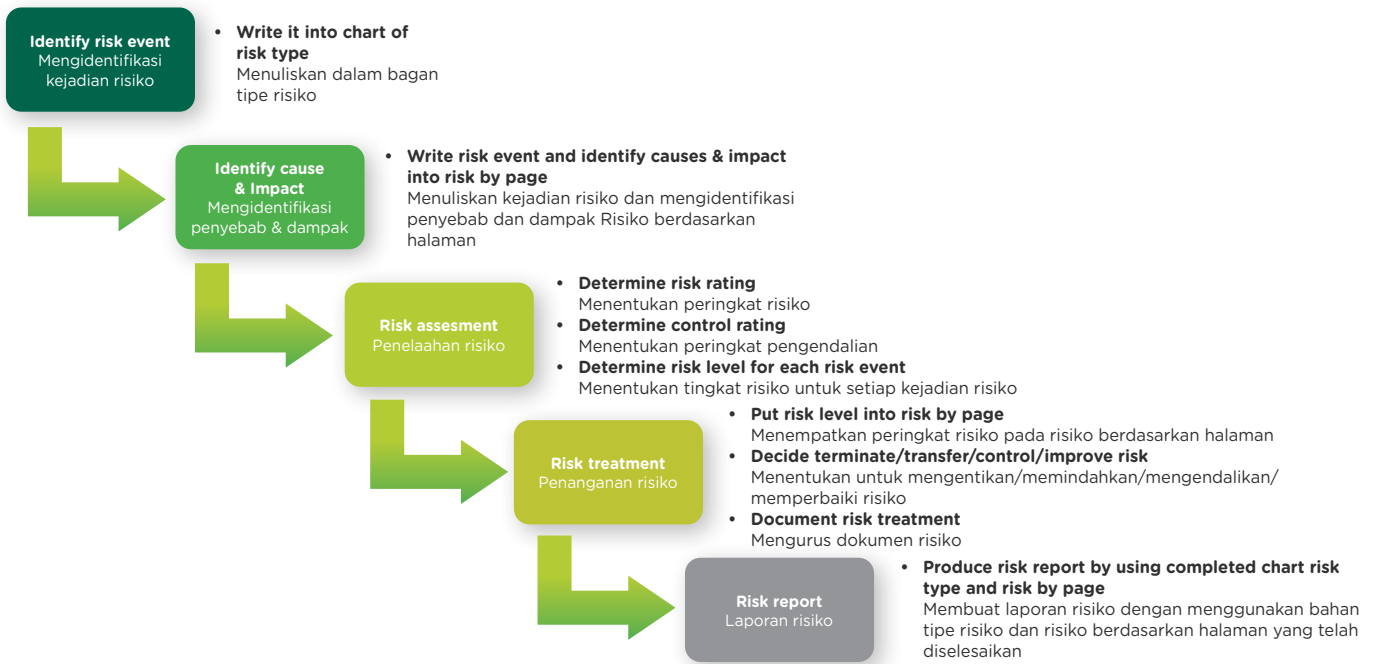 Identify risk event
Mengidentifikasi
kejadian risiko
• Write it into chart of
risk type
Menuliskan dalam bagan
tipe risiko
Identify cause
& Impact
Mengidentifikasi
penyebab & dampak
• Write risk event and identify causes & impact
into risk by page
Menuliskan kejadian risiko dan mengidentifikasi
penyebab dan dampak Risiko berdasarkan
halaman
Risk assesment
Penelaahan risiko
• Determine risk rating
Menentukan peringkat risiko
• Determine control rating
Menentukan peringkat pengendalian
• Determine risk level for each risk event
Menentukan tingkat risiko untuk setiap kejadian risiko
Risk treatment
Penanganan risiko
• Put risk level into risk by page
Menempatkan peringkat risiko pada risiko berdasarkan halaman
• Decide terminate/transfer/control/improve risk
Menentukan untuk mengentikan/memindahkan/mengendalikan/
memperbaiki risiko
• Document risk treatment
Mengurus dokumen risiko
Risk report
Laporan risiko
• Produce risk report by using completed chart risk
type and risk by page
Membuat laporan risiko dengan menggunakan bahan
tipe risiko dan risiko berdasarkan halaman yang telah
diselesaikan